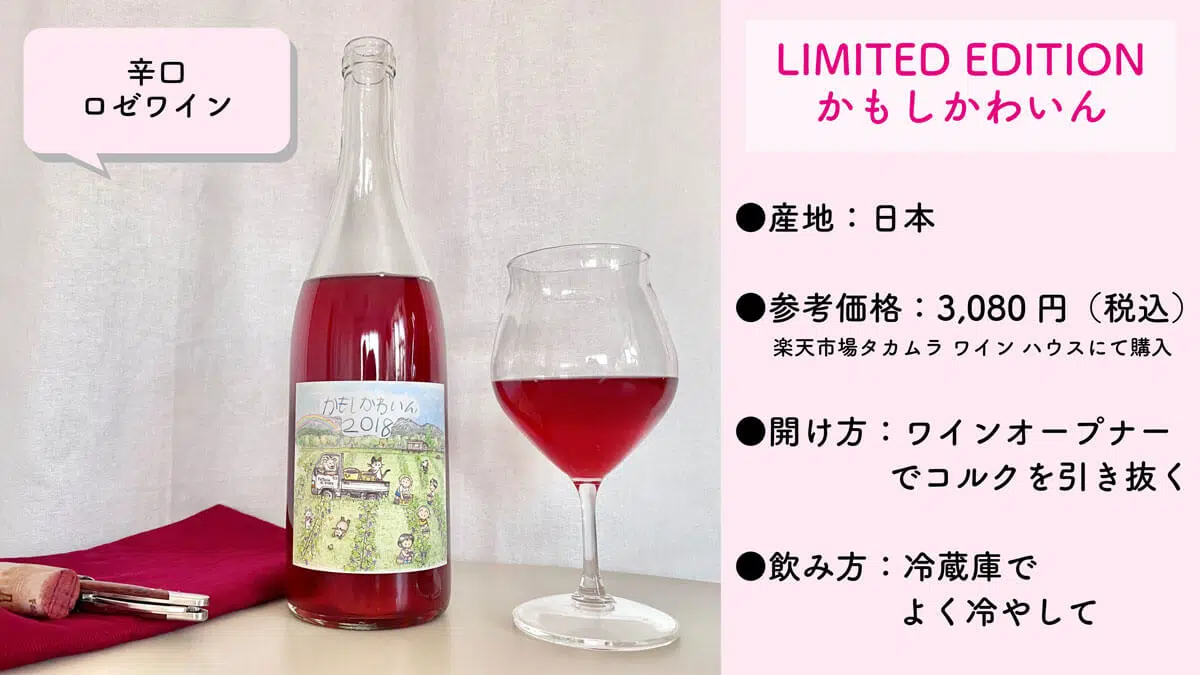 辛口
ロゼワイン
かもしかわいん
2018
LIMITED EDITION
かもしかわいん
●産地：日本
●参考価格：3,080円（税込）
楽天市場タカムラ ワイン ハウスにて購入
●開け方：ワインオープナー
でコルクを引き抜く
●飲み方：冷蔵庫で
よく冷やして